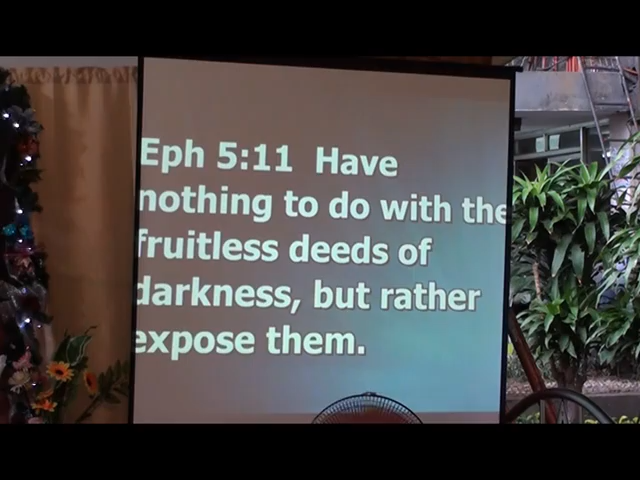 Eph 5:11  Have
nothing to do with the
fruitless deeds of
darkness, but rather
expose them.